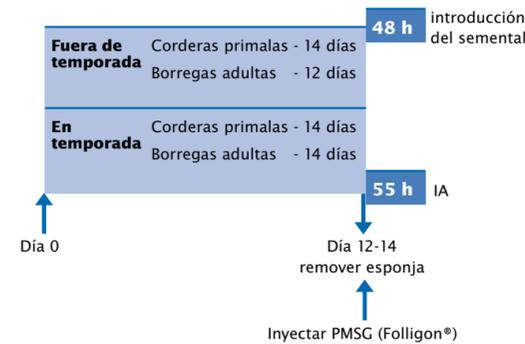 48 h
introducción
del semental
Fuera de
temporada
Corderas primalas - 14 días
Borregas adultas - 12 días
En
temporada
Corderas primalas - 14 días
Borregas adultas - 14 días
55 h
IA
Día 0
Día 12-14
remover esponja
Inyectar PMSG (Folligon®)